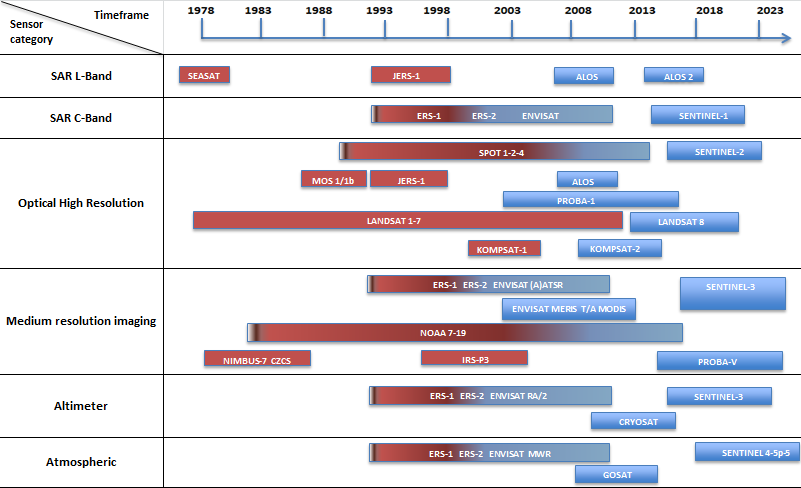 Timeframe
Sensor
category
1978 1983 1988 1993 1998 2003 2008 2013 2018 2023
SAR L-Band
SEASAT JERS-1 ALOS ALOS 2
SAR C-Band
ERS-1 ERS-2 ENVISAT SENTINEL-1
Optical High Resolution
SPOT 1-2-4 SENTINEL-2
MOS 1/1b JERS-1 ALOS
PROBA-1
LANDSAT 1-7 LANDSAT 8
KOMPSAT-1 KOMPSAT-2
Medium resolution imaging
ERS-1 ERS-2 ENVISAT (A)ATSR SENTINEL-3
ENVISAT MERIS T/A MODIS
NOAA 7-19
NIMBUS-7 CZCS IRS-P3 PROBA-V
Altimeter
ERS-1 ERS-2 ENVISAT RA/2 SENTINEL-3
CRYOSAT
Atmospheric
ERS-1 ERS-2 ENVISAT MWR SENTINEL 4-5p-5
GOSAT